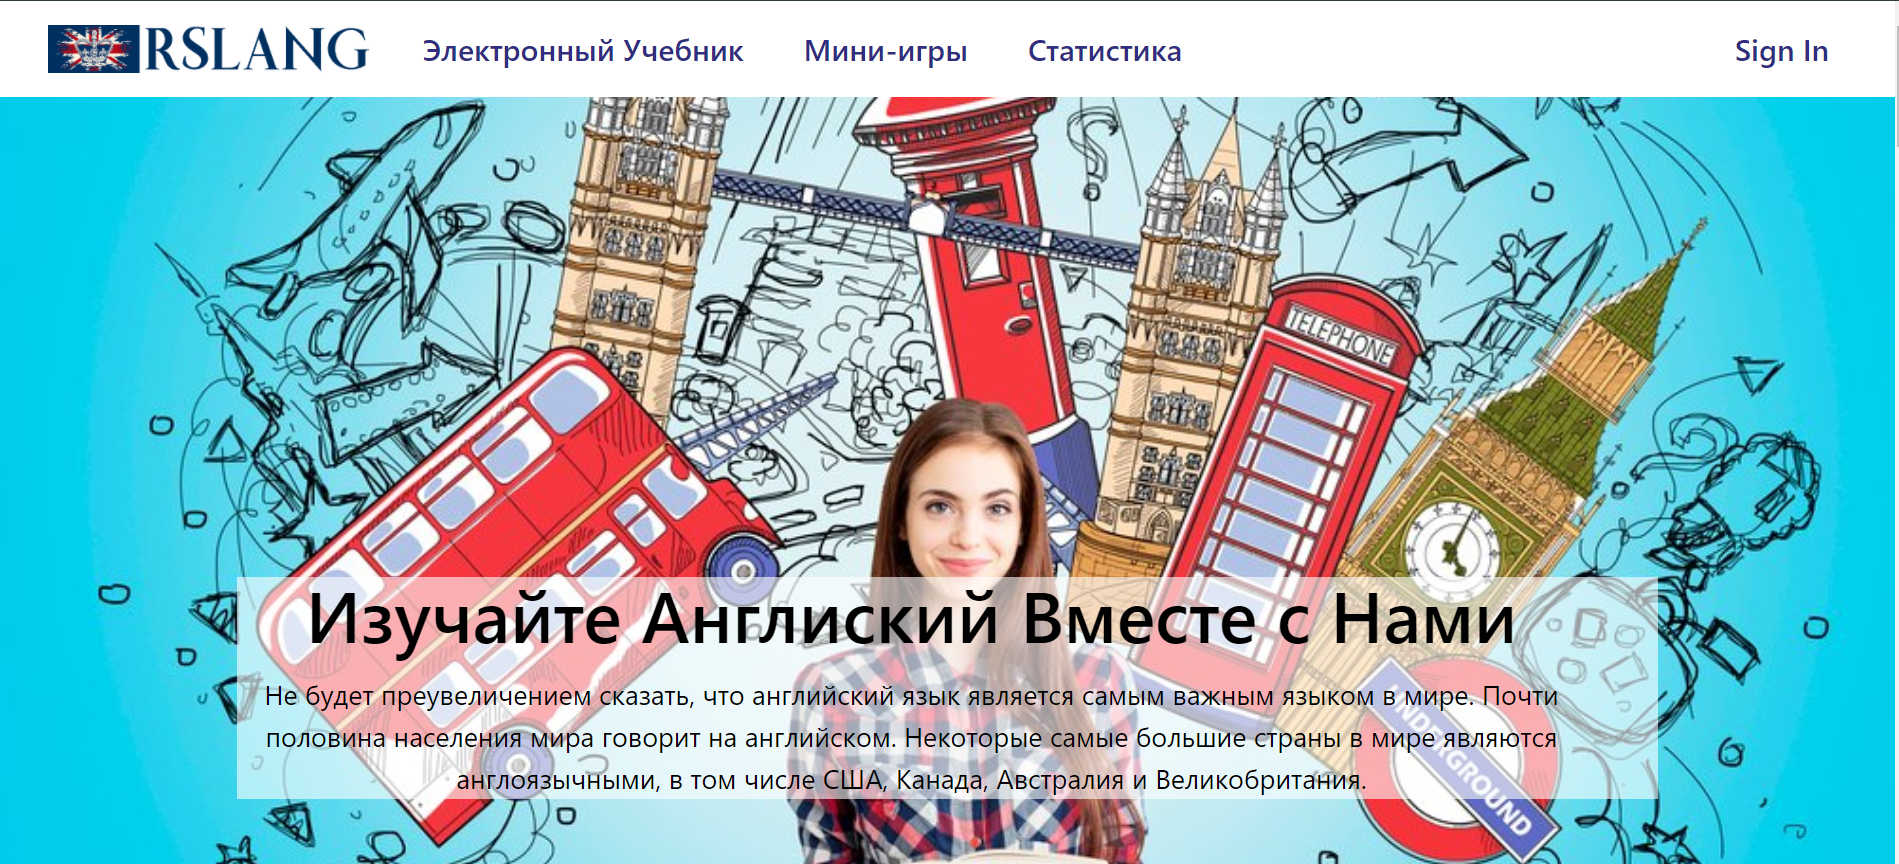 RSLANG
Электронный Учебник
Мини-игры
Статистика
Sign In
TELEPHONE
Изучайте Англиский Вместе с Нами
Не будет преувеличением сказать, что английский язык является самым важным языком в мире. Почти
половина населения мира говорит на английском. Некоторые самые большие страны в мире являются
англоязычными, в том числе США, Канада, Австралия и Великобритания.
UNDERGROUND